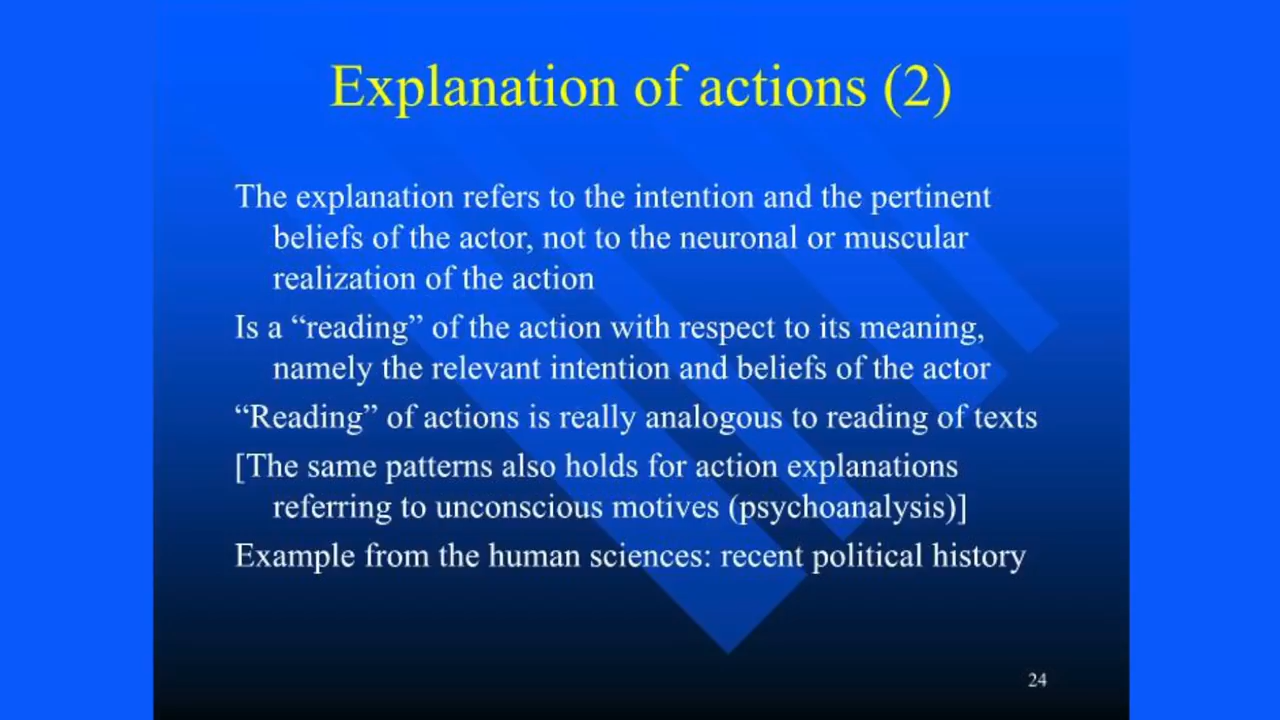 Explanation of actions (2)
The explanation refers to the intention and the pertinent
beliefs of the actor, not to the neuronal or muscular
realization of the action
Is a “reading” of the action with respect to its meaning,
namely the relevant intention and beliefs of the actor
“Reading” of actions is really analogous to reading of texts
[The same patterns also holds for action explanations
referring to unconscious motives (psychoanalysis)]
Example from the human sciences: recent political history
24